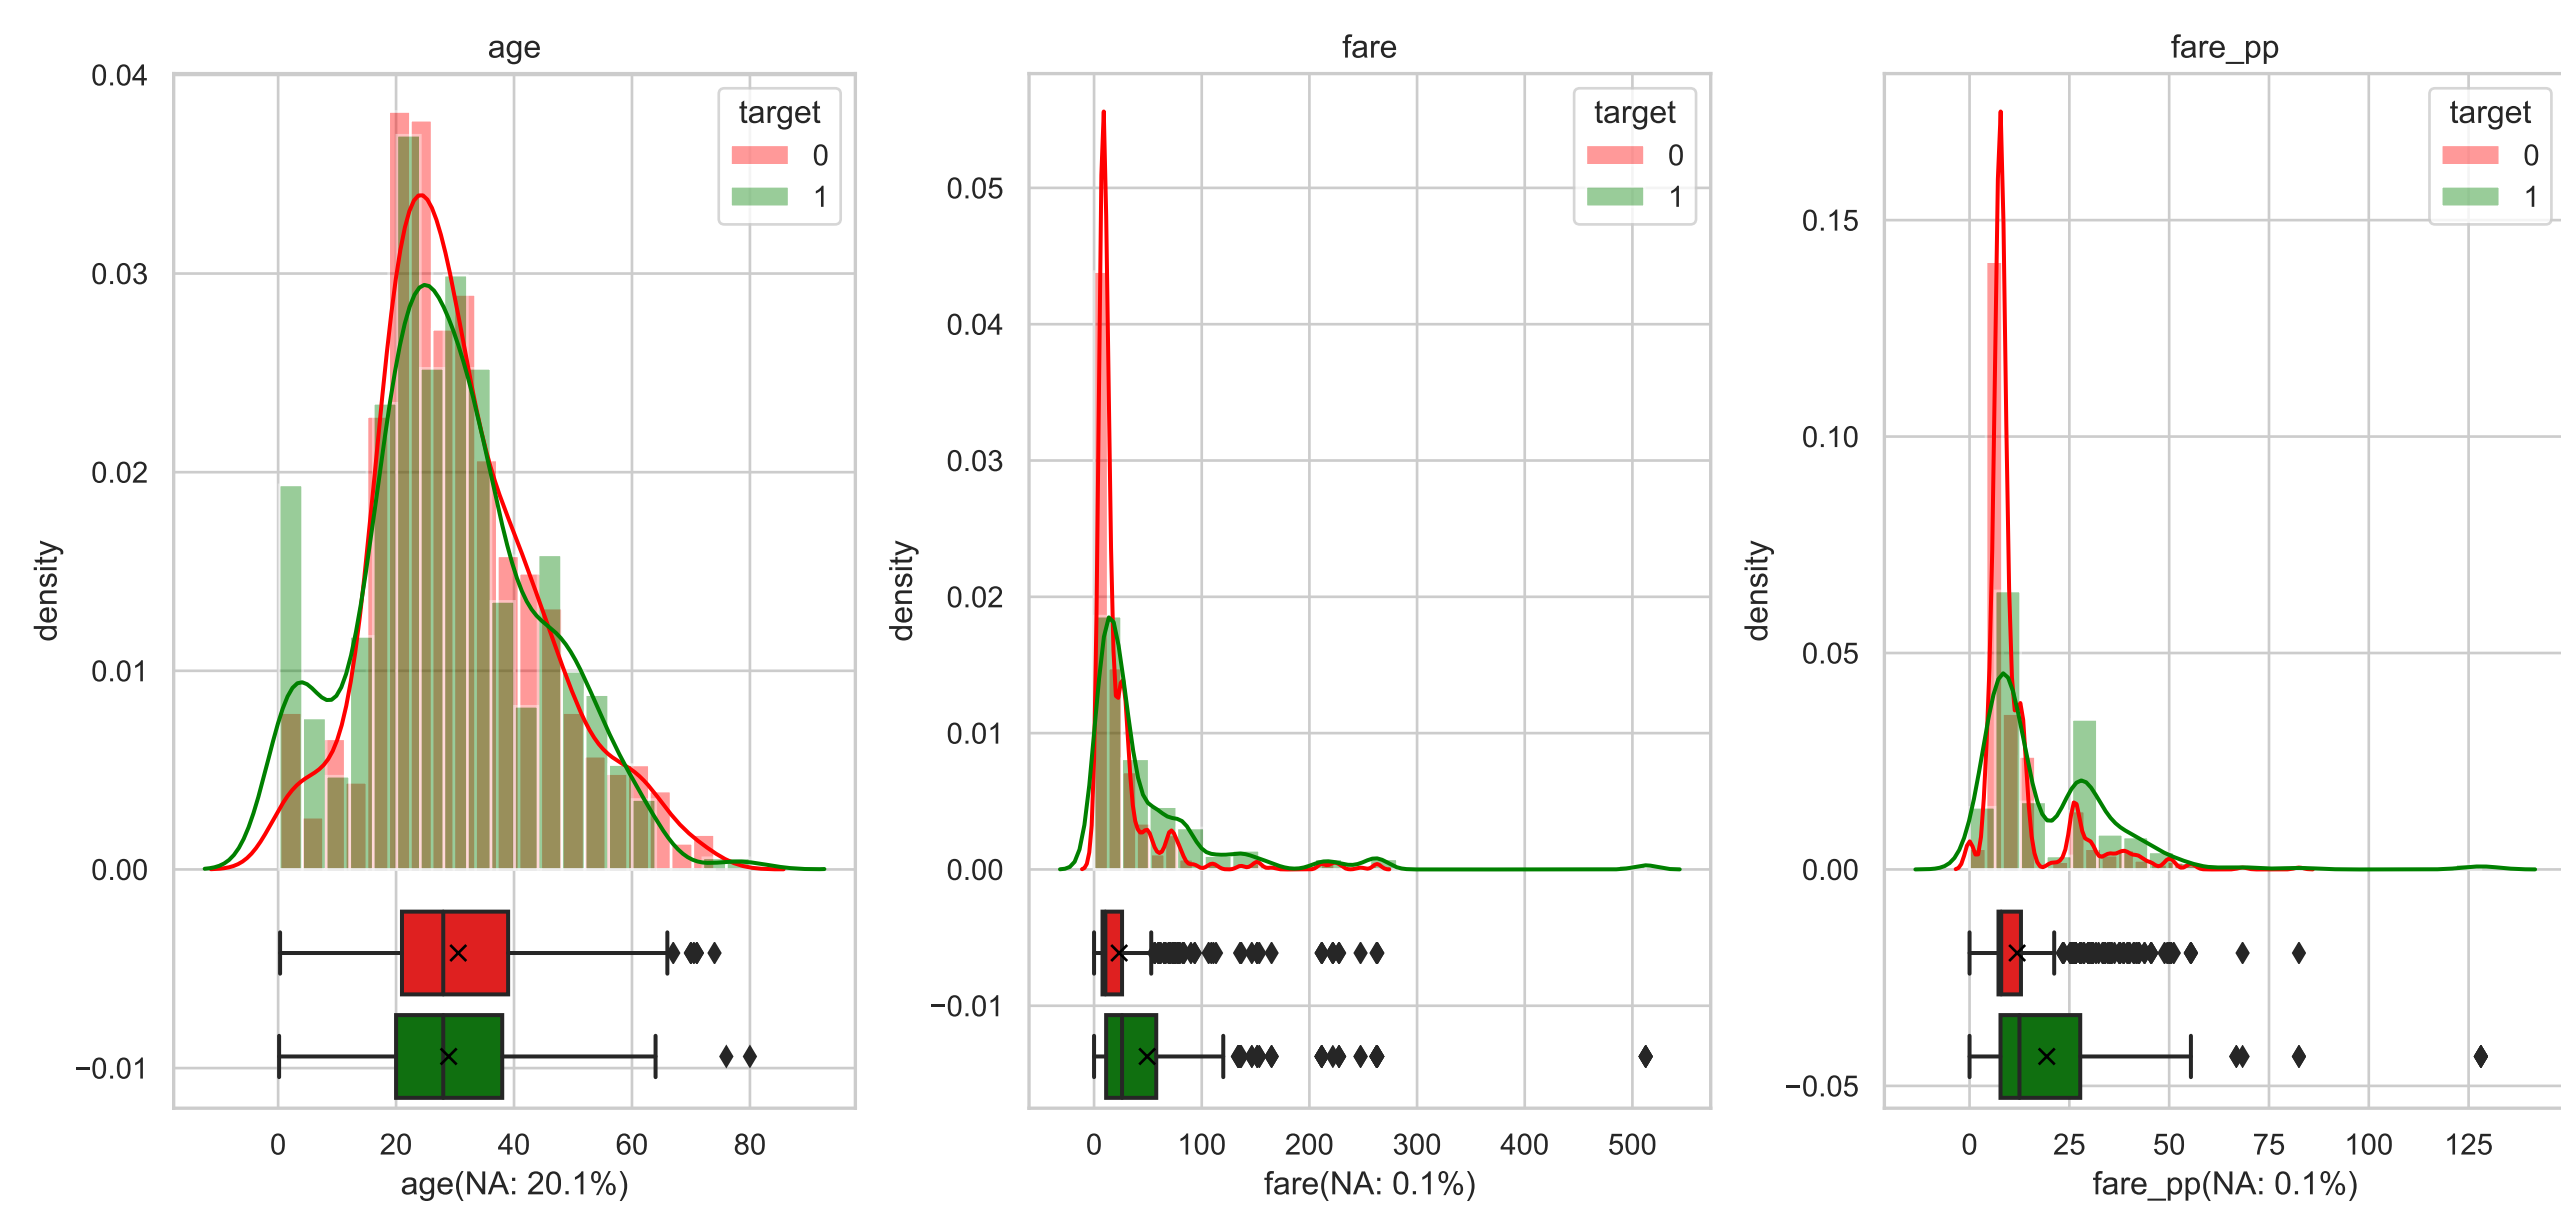 age
0.04
0.03
0.02
0.01
0.00
−0.01
density
target
0
1
0 20 40 60 80
age(NA: 20.1%)
fare
0.05
0.04
0.03
0.02
0.01
0.00
−0.01
density
target
0
1
0 100 200 300 400 500
fare(NA: 0.1%)
fare_pp
0.15
0.10
0.05
0.00
−0.05
density
target
0
1
0 25 50 75 100 125
fare_pp(NA: 0.1%)